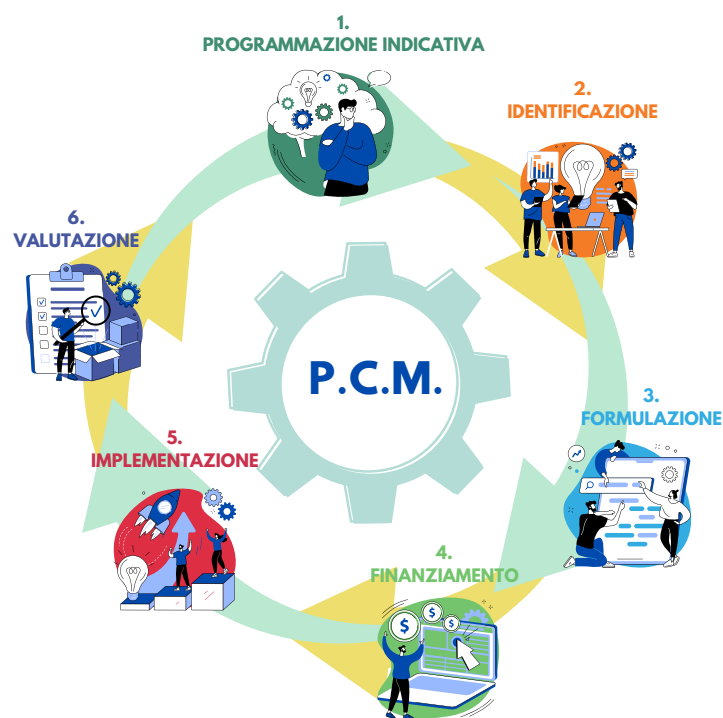 1.
PROGRAMMAZIONE INDICATIVA
2.
IDENTIFICAZIONE
6.
VALUTAZIONE
P.C.M.
3.
FORMULAZIONE
5.
IMPLEMENTAZIONE
4.
FINANZIAMENTO
$
$
$